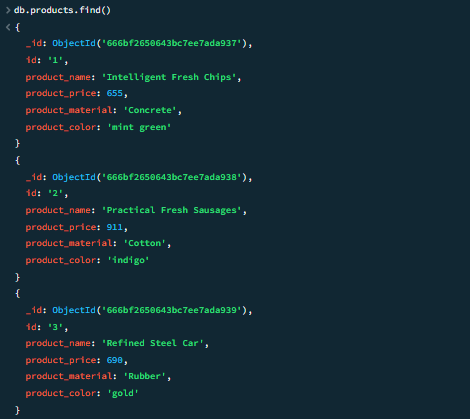 > db.products.find()
< {
_id: ObjectId('666bf2650643bc7ee7ada937'),
id: '1',
product_name: 'Intelligent Fresh Chips',
product_price: 655,
product_material: 'Concrete',
product_color: 'mint green'
}
{
_id: ObjectId('666bf2650643bc7ee7ada938'),
id: '2',
product_name: 'Practical Fresh Sausages',
product_price: 911,
product_material: 'Cotton',
product_color: 'indigo'
}
{
_id: ObjectId('666bf2650643bc7ee7ada939'),
id: '3',
product_name: 'Refined Steel Car',
product_price: 690,
product_material: 'Rubber',
product_color: 'gold'
}